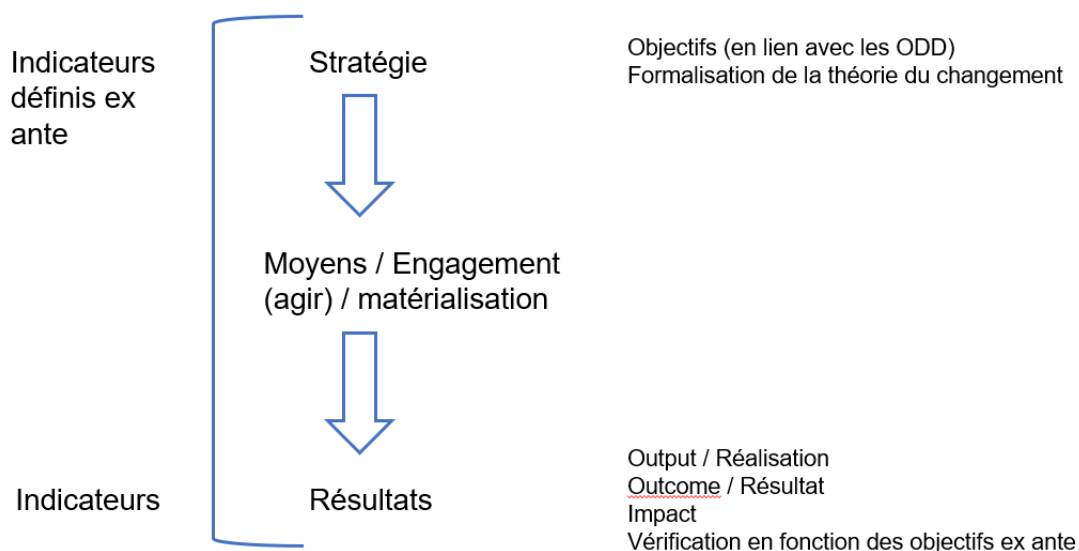 Indicateurs
définis ex
ante
Stratégie
Objectifs (en lien avec les ODD)
Formalisation de la théorie du changement
Moyens / Engagement
(agir) / matérialisation
Indicateurs
Résultats
Output / Réalisation
Outcome / Résultat
Impact
Vérification en fonction des objectifs ex ante